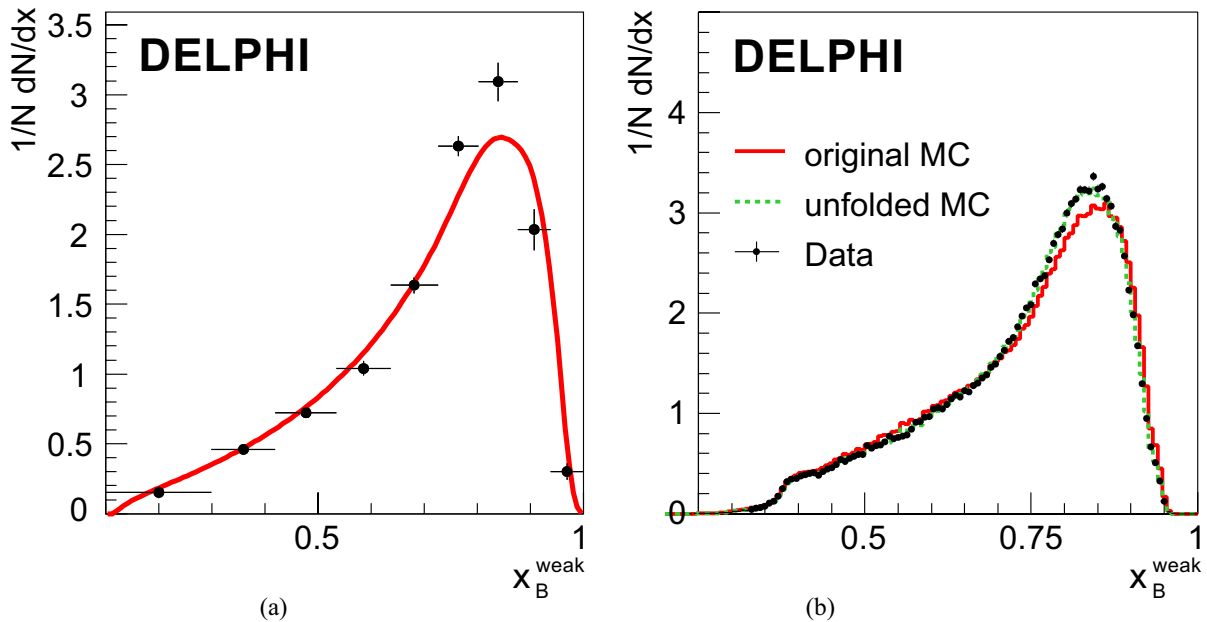 DELPHI
1/N dN/dx
3.5
3
2.5
2
1.5
1
0.5
0
0.5
1
x_B^weak
(a)
DELPHI
1/N dN/dx
original MC
unfolded MC
Data
4
3
2
1
0
0.5
0.75
1
x_B^weak
(b)